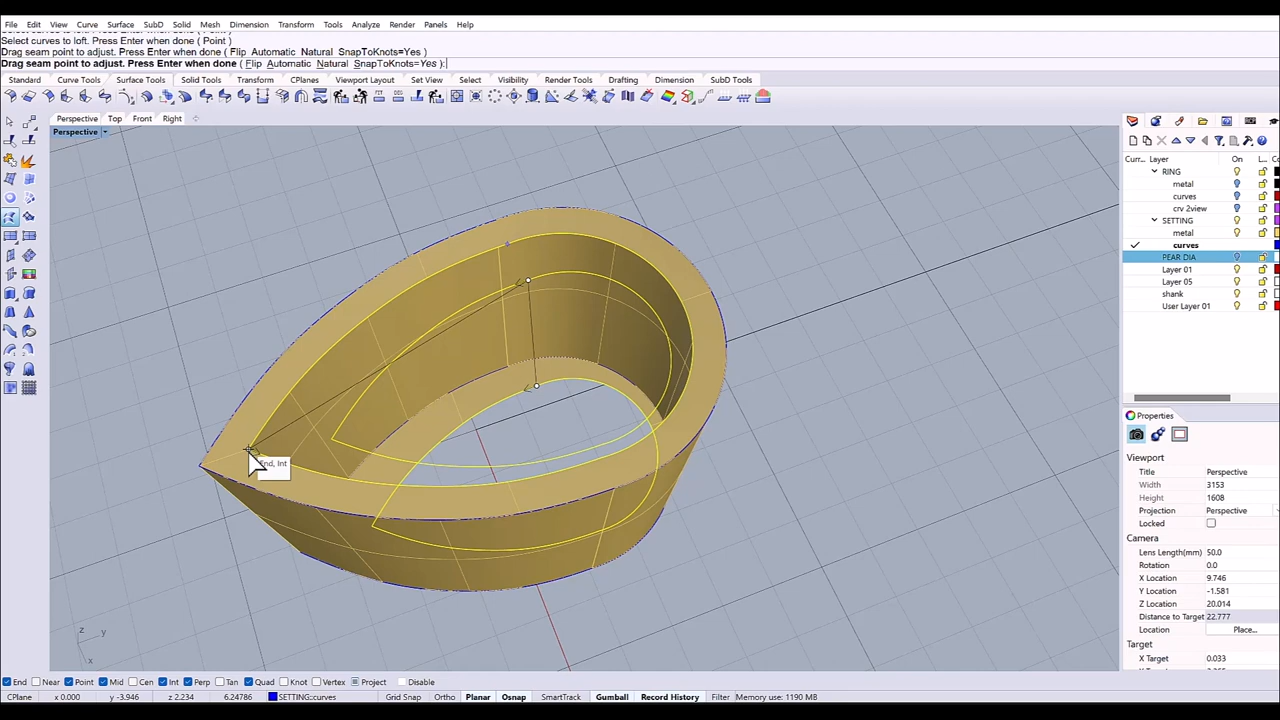 File Edit View Curve Surface SubD Solid Mesh Dimension Transform Tools Analyze Render Panels Help
Select curves to loft. Press Enter when done ( Point )
Drag seam point to adjust. Press Enter when done ( Flip Automatic Natural SnapToKnots=Yes )
Drag seam point to adjust. Press Enter when done ( Flip Automatic Natural SnapToKnots=Yes ):
Standard Curve Tools Surface Tools Solid Tools Transform CPlanes Viewport Layout Set View Select Visibility Render Tools Drafting Dimension SubD Tools
Perspective Top Front Right
Perspective
Curr... Layer On L...
RING
metal
curves
crv 2view
SETTING
metal
curves
PEAR DIA
Layer 01
Layer 05
shank
User Layer 01
End, Int
Properties
Viewport
Title Perspective
Width 3153
Height 1608
Projection Perspective
Locked
Camera
Lens Length(mm) 50.0
Rotation 0.0
X Location 9.746
Y Location -1.581
Z Location 20.014
Distance to Target 22.777
Location Place...
Target
X Target 0.033
z y
x
End Near Point Mid Cen Int Perp Tan Quad Knot Vertex Project Disable
CPlane x 0.000 y -3.946 z 2.234 6.24786 SETTING::curves Grid Snap Ortho Planar Osnap SmartTrack Gumball Record History Filter Memory use: 1190 MB